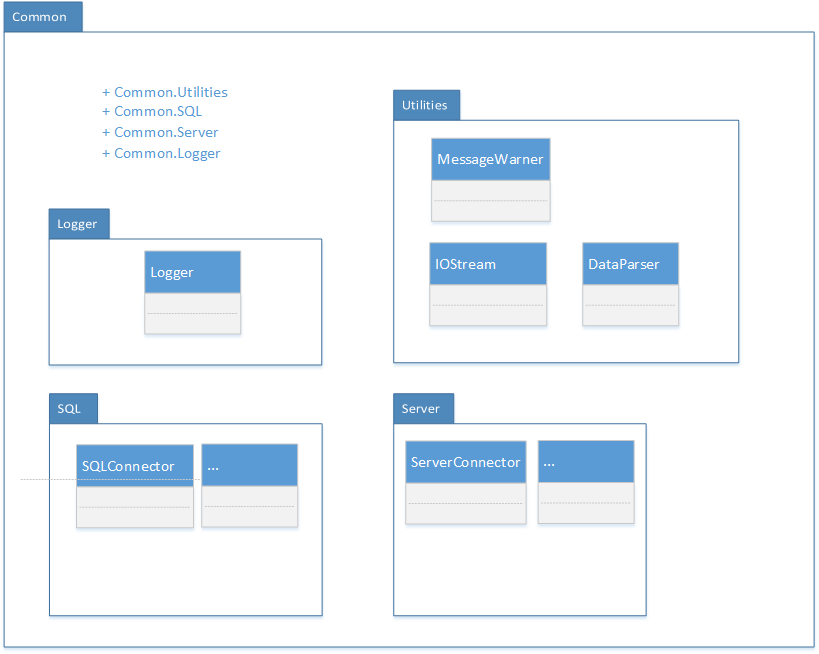 Common
+ Common.Utilities
+ Common.SQL
+ Common.Server
+ Common.Logger
Utilities
MessageWarner
IOStream
DataParser
Logger
Logger
SQL
SQLConnector
...
Server
ServerConnector
...